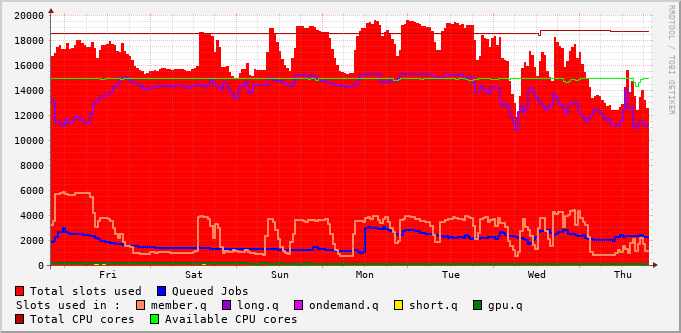 RRDTOOL / TOBI OETIKER
20000
18000
16000
14000
12000
10000
8000
6000
4000
2000
0
Fri Sat Sun Mon Tue Wed Thu
Total slots used Queued Jobs
Slots used in : member.q long.q ondemand.q short.q gpu.q
Total CPU cores Available CPU cores